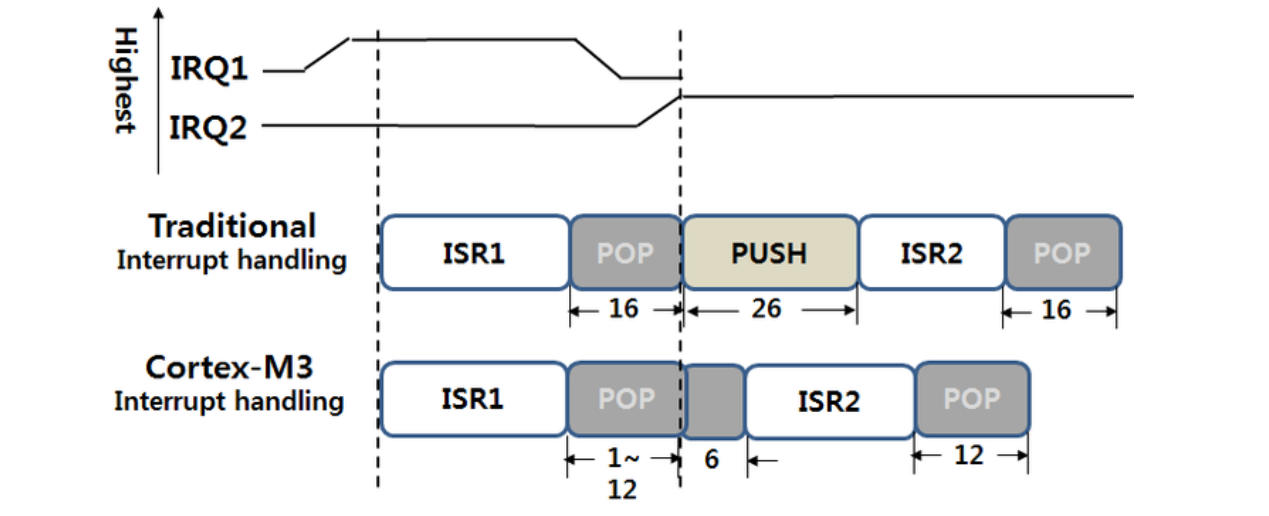 Highest
IRQ1
IRQ2
Traditional
Interrupt handling
ISR1
POP
PUSH
ISR2
POP
16
26
16
Cortex-M3
Interrupt handling
ISR1
POP
ISR2
POP
1~
12
6
12